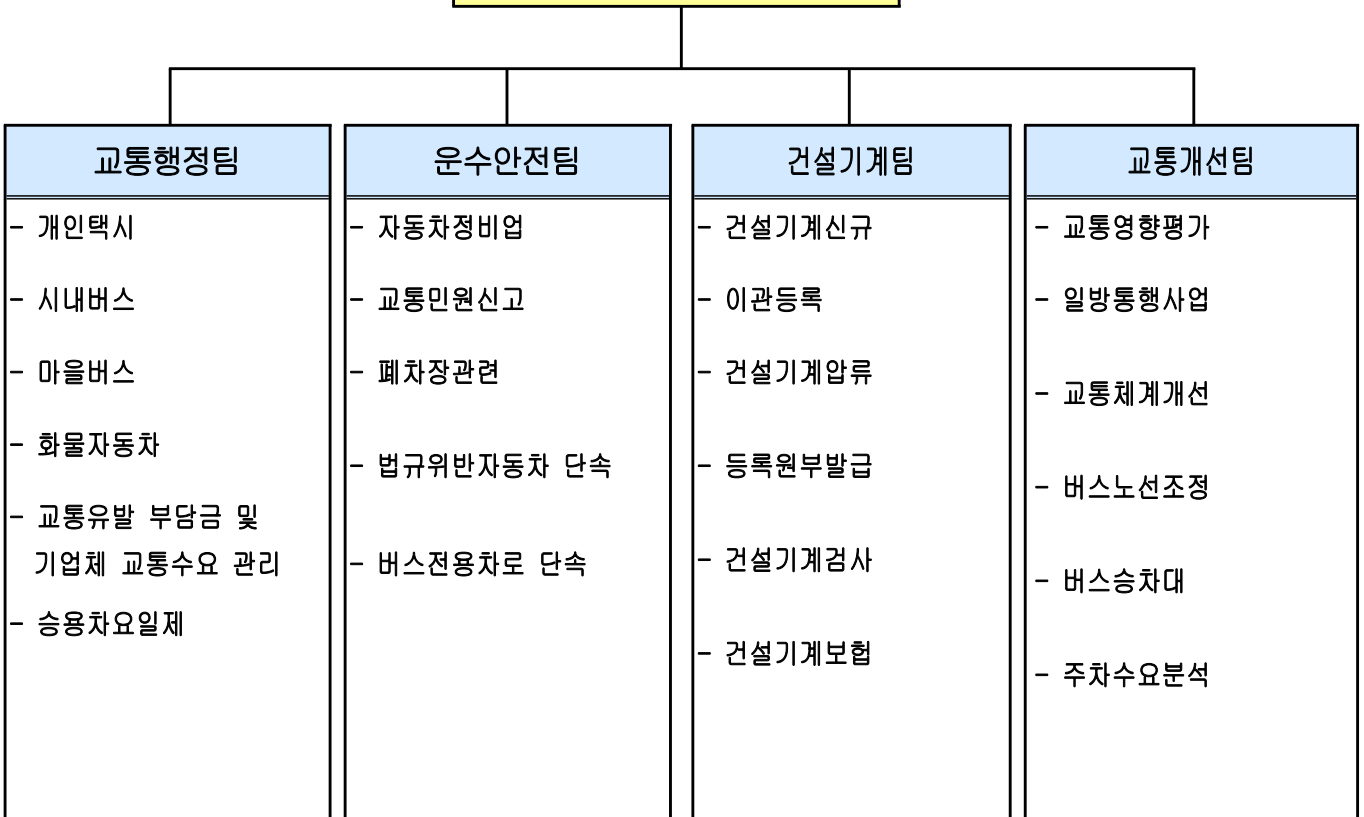 교통행정팀
- 개인택시
- 시내버스
- 마을버스
- 화물자동차
- 교통유발 부담금 및
기업체 교통수요 관리
- 승용차요일제
운수안전팀
- 자동차정비업
- 교통민원신고
- 폐차장관련
- 법규위반자동차 단속
- 버스전용차로 단속
건설기계팀
- 건설기계신규
- 이관등록
- 건설기계압류
- 등록원부발급
- 건설기계검사
- 건설기계보험
교통개선팀
- 교통영향평가
- 일방통행사업
- 교통체계개선
- 버스노선조정
- 버스승차대
- 주차수요분석